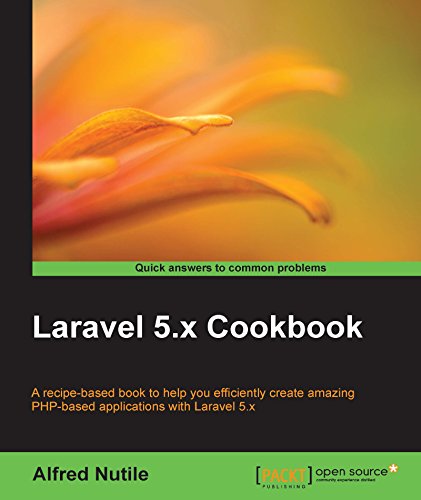 Quick answers to common problems
Laravel 5.x Cookbook
A recipe-based book to help you efficiently create amazing
PHP-based applications with Laravel 5.x
Alfred Nutile
[PACKT] open source*
PUBLISHING community experience distilled